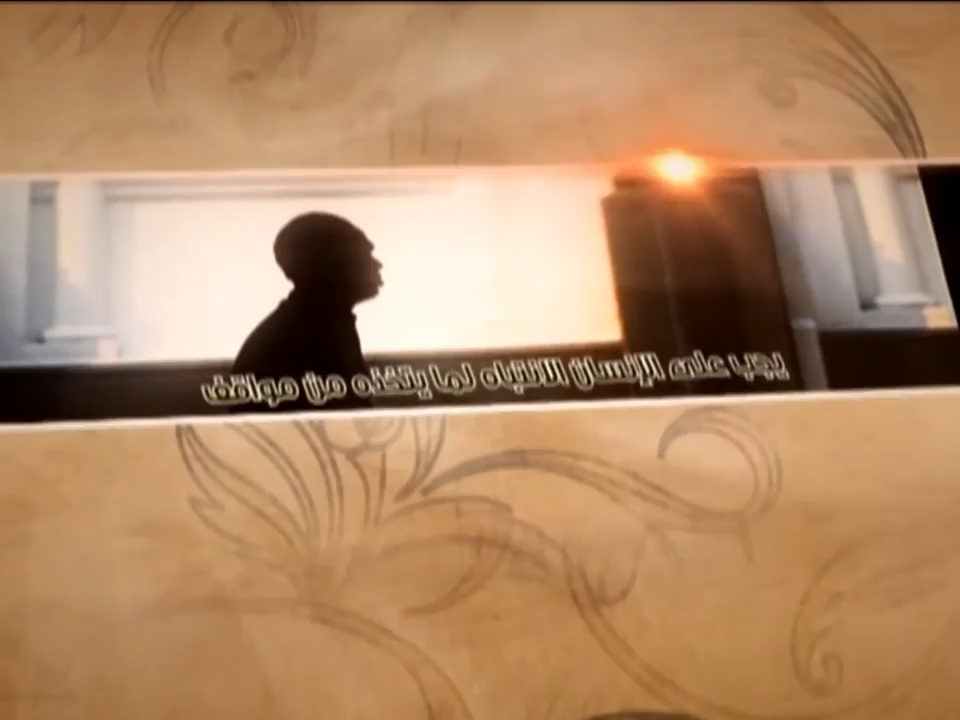 يجب على الإنسان الانتباه لما يتخذه من مواقف